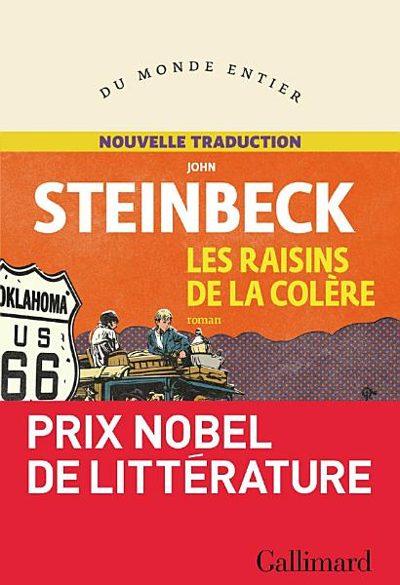 DU MONDE ENTIER
NOUVELLE TRADUCTION
JOHN
STEINBECK
LES RAISINS
DE LA COLÈRE
roman
OKLAHOMA
US
66
PRIX NOBEL
DE LITTÉRATURE
Gallimard